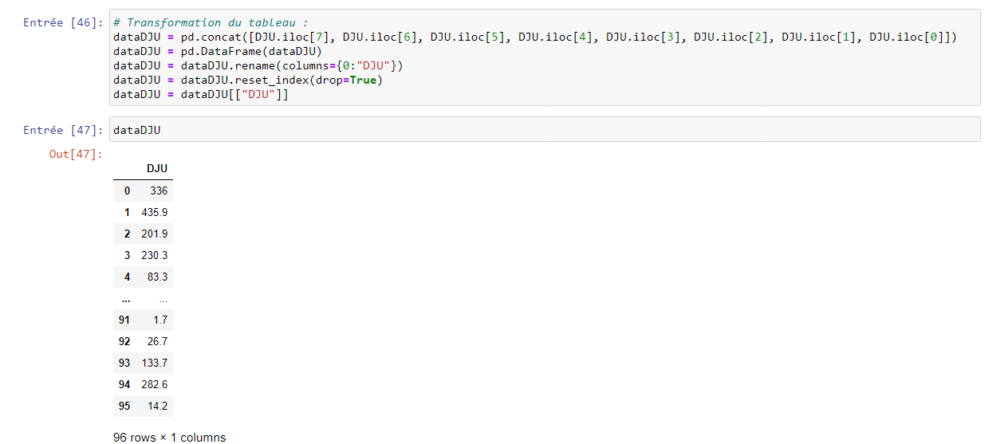 Entrée [46]: # Transformation du tableau :
dataDJU = pd.concat([DJU.iloc[7], DJU.iloc[6], DJU.iloc[5], DJU.iloc[4], DJU.iloc[3], DJU.iloc[2], DJU.iloc[1], DJU.iloc[0]])
dataDJU = pd.DataFrame(dataDJU)
dataDJU = dataDJU.rename(columns={0:"DJU"})
dataDJU = dataDJU.reset_index(drop=True)
dataDJU = dataDJU[["DJU"]]
Entrée [47]: dataDJU
Out[47]:
DJU
0 336
1 435.9
2 201.9
3 230.3
4 83.3
... ...
91 1.7
92 26.7
93 133.7
94 282.6
95 14.2
96 rows × 1 columns